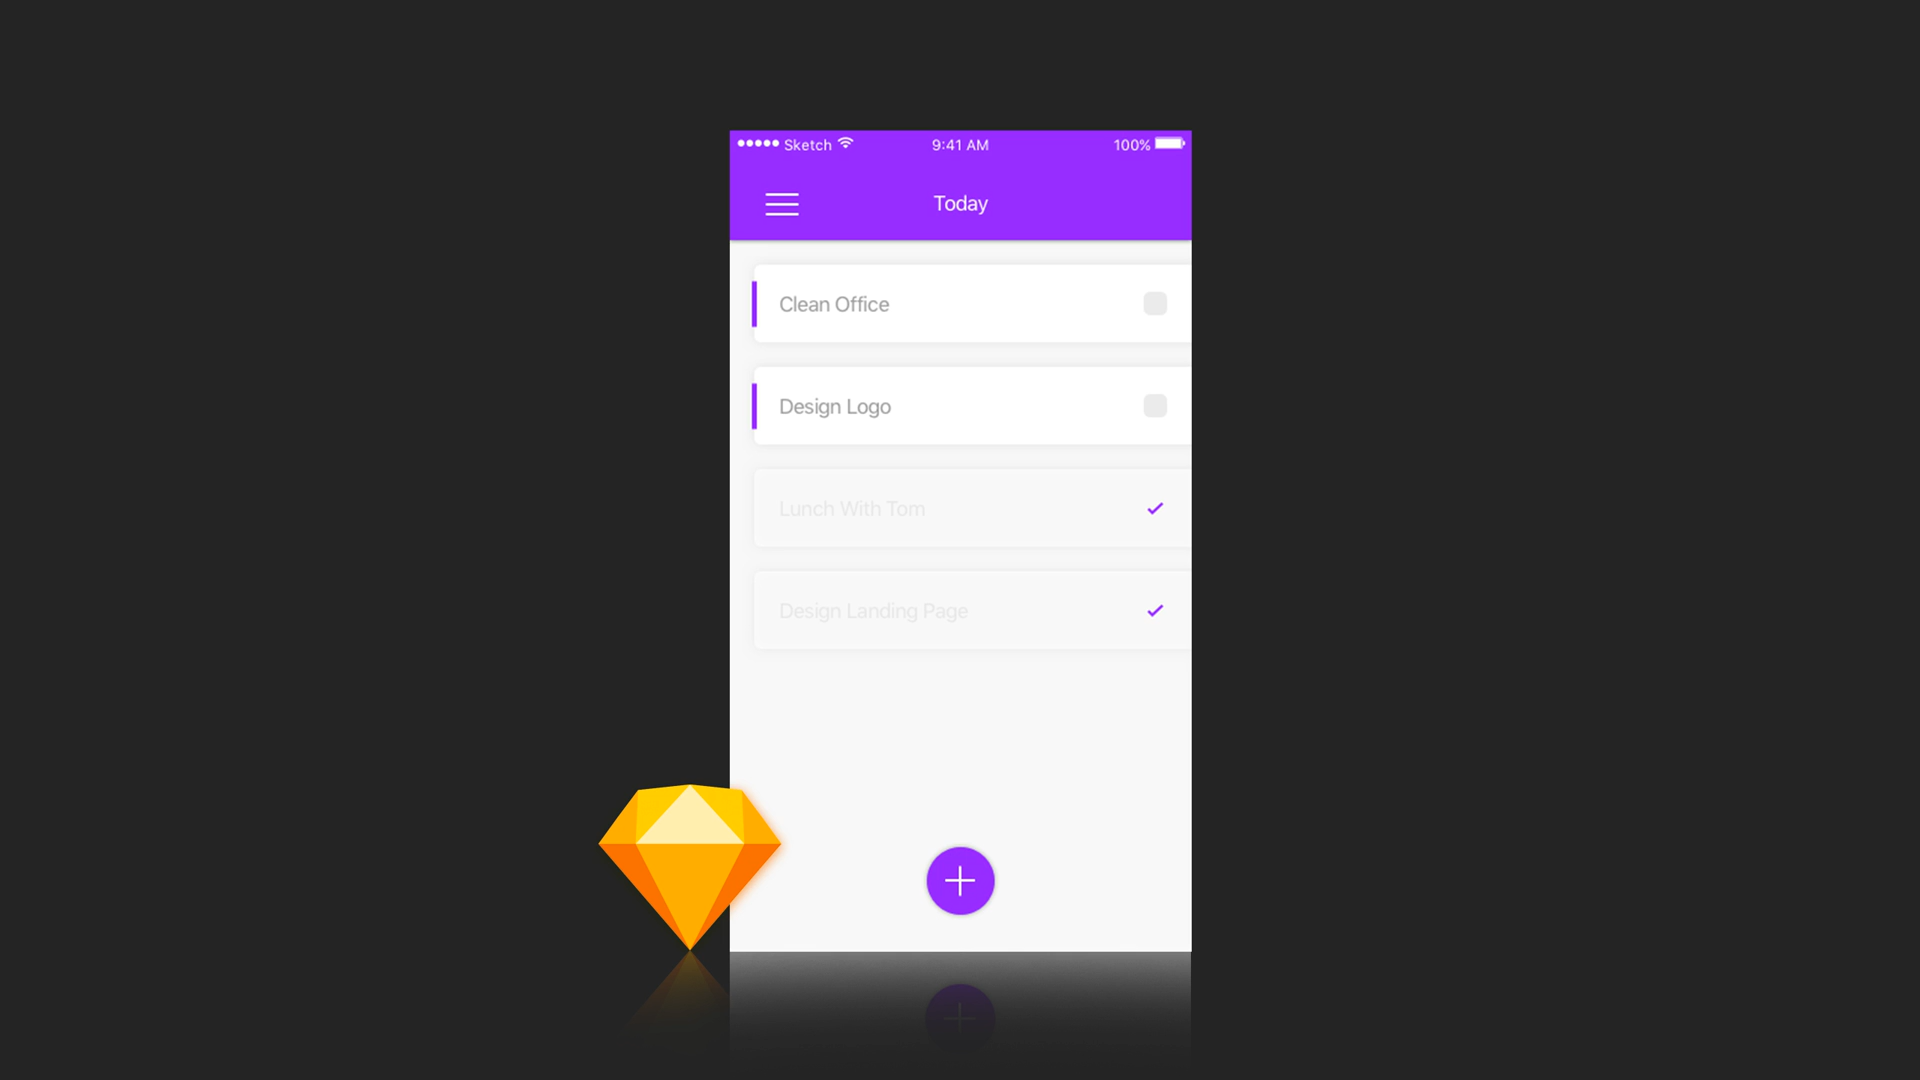 Sketch 9:41 AM 100%
Today
Clean Office
Design Logo
Lunch With Tom
Design Landing Page